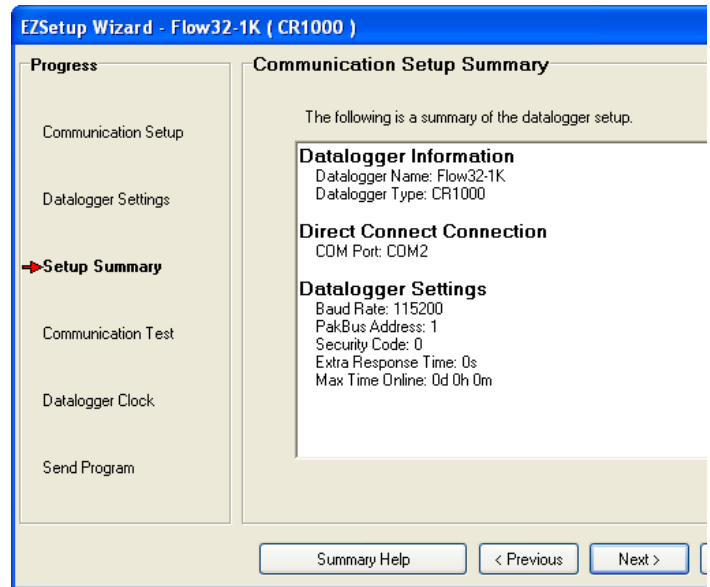 EZSetup Wizard - Flow32-1K ( CR1000 )
Progress
Communication Setup
Datalogger Settings
Setup Summary
Communication Test
Datalogger Clock
Send Program
Communication Setup Summary
The following is a summary of the datalogger setup.
Datalogger Information
Datalogger Name: Flow32-1K
Datalogger Type: CR1000
Direct Connect Connection
COM Port: COM2
Datalogger Settings
Baud Rate: 115200
PakBus Address: 1
Security Code: 0
Extra Response Time: 0s
Max Time Online: 0d 0h 0m
Summary Help
< Previous
Next >